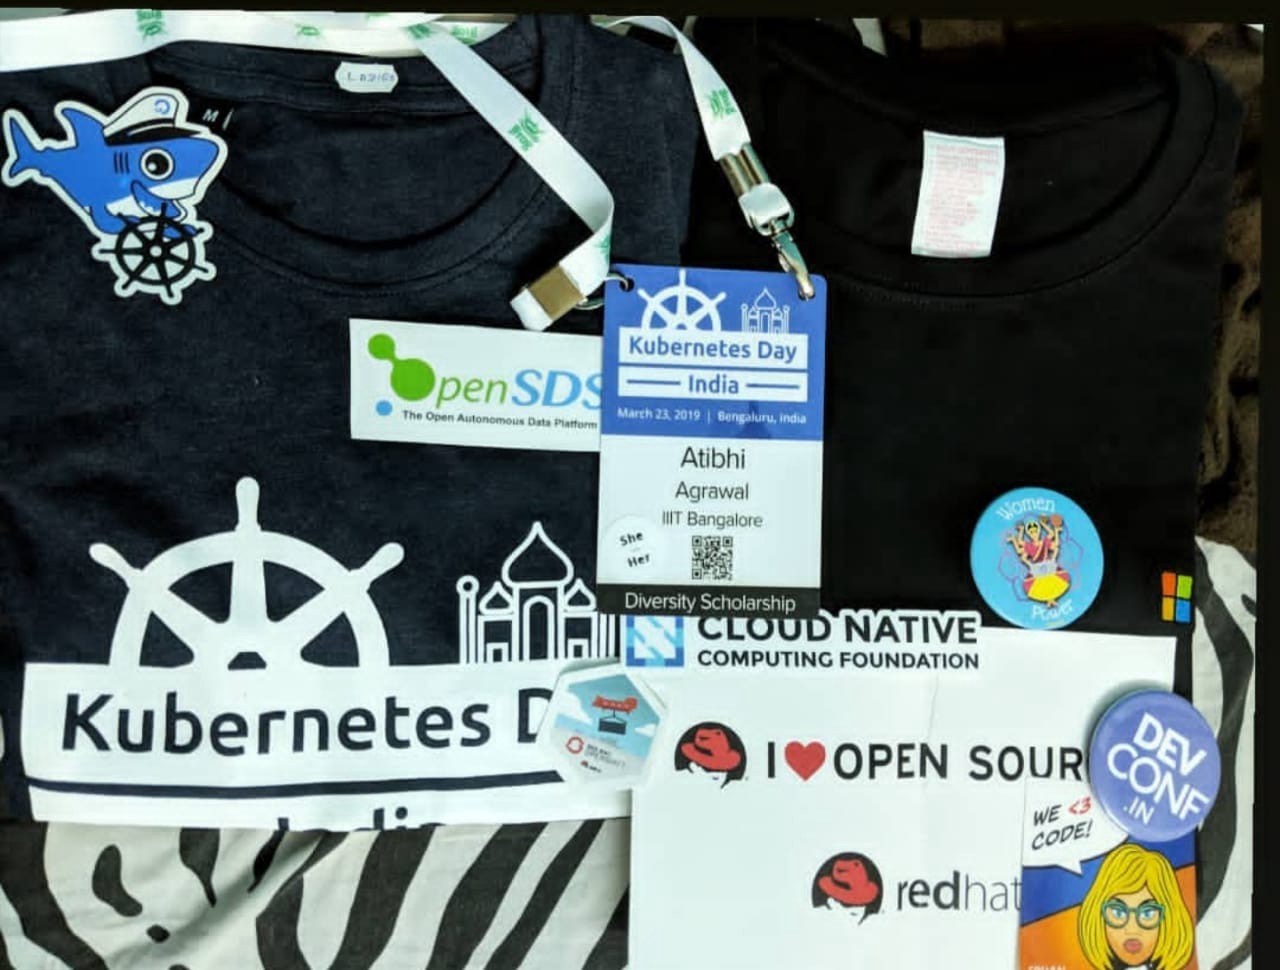 M
OpenSDS
The Open Autonomous Data Platform
Kubernetes Day
India
March 23, 2019 | Bengaluru, India
Atibhi
Agrawal
IIIT Bangalore
She
Her
Diversity Scholarship
Women
Power
Kubernetes D
India
CLOUD NATIVE
COMPUTING FOUNDATION
I ♥ OPEN SOUR
DEV
CONF
.IN
WE <3
CODE!
redhat